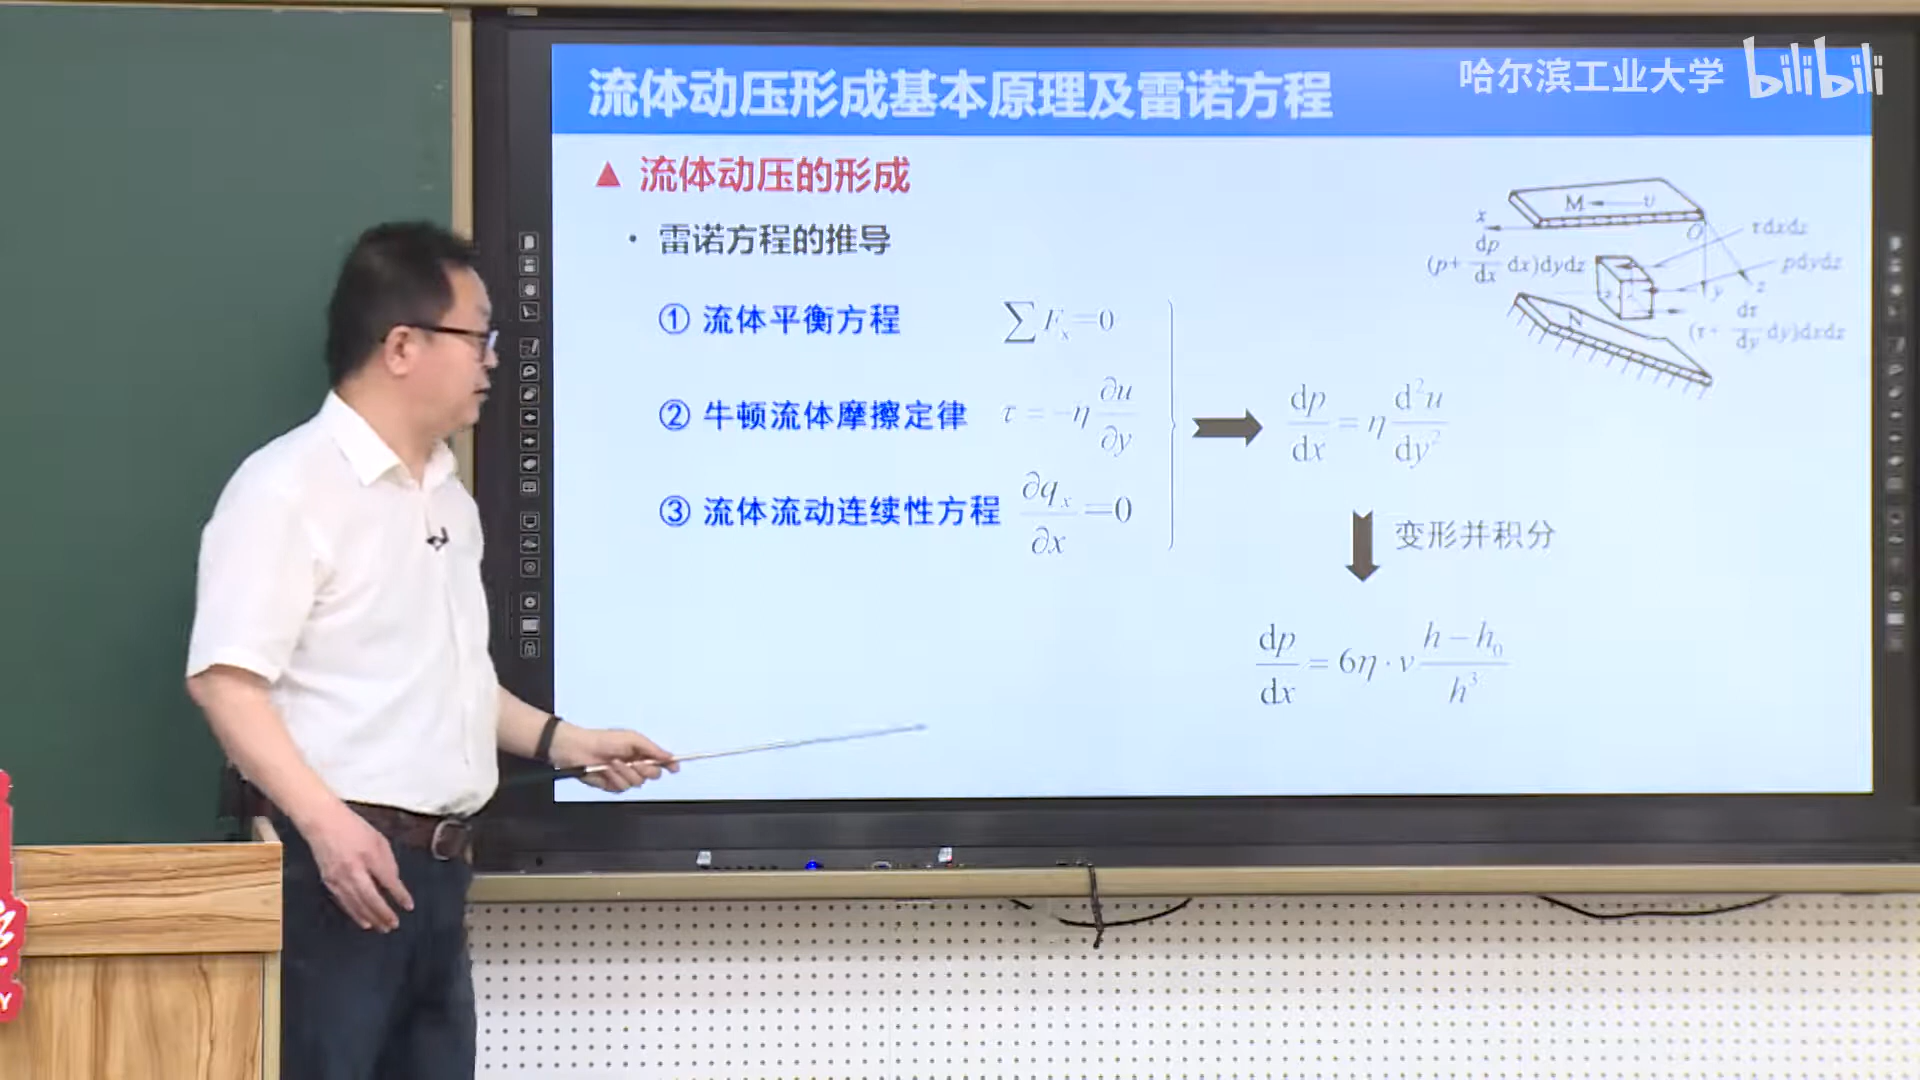 流体动压形成基本原理及雷诺方程
哈尔滨工业大学 bilibili
▲ 流体动压的形成
· 雷诺方程的推导
① 流体平衡方程 ∑Fx=0
② 牛顿流体摩擦定律 τ = -η ∂u/∂y
③ 流体流动连续性方程 ∂qx/∂x=0
dp/dx = η d²u/dy²
变形并积分
dp/dx = 6η·v (h-h₀)/h³
M υ
x
O
τdxdz
(p+ dp/dx dx)dydz
pdydz
y
z
N
(τ+ dτ/dy dy)dxdz
Y